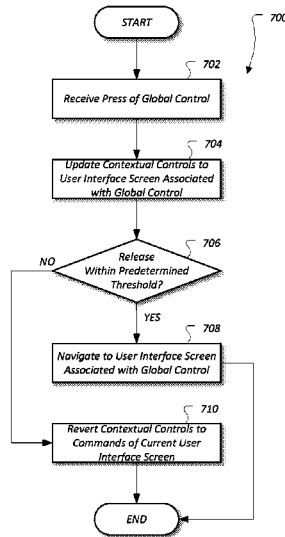 START
700
702
Receive Press of Global Control
704
Update Contextual Controls to
User Interface Screen Associated
with Global Control
706
Release
Within Predetermined
Threshold?
NO
YES
708
Navigate to User Interface Screen
Associated with Global Control
710
Revert Contextual Controls to
Commands of Current User
Interface Screen
END